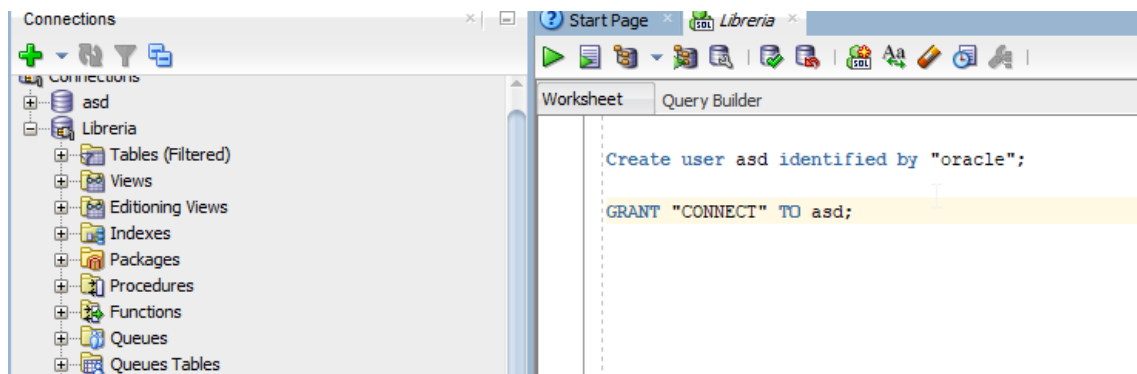 Connections
Start Page
Libreria
Connections
asd
Libreria
Tables (Filtered)
Views
Editioning Views
Indexes
Packages
Procedures
Functions
Queues
Queues Tables
Worksheet
Query Builder
Create user asd identified by "oracle";
GRANT "CONNECT" TO asd;